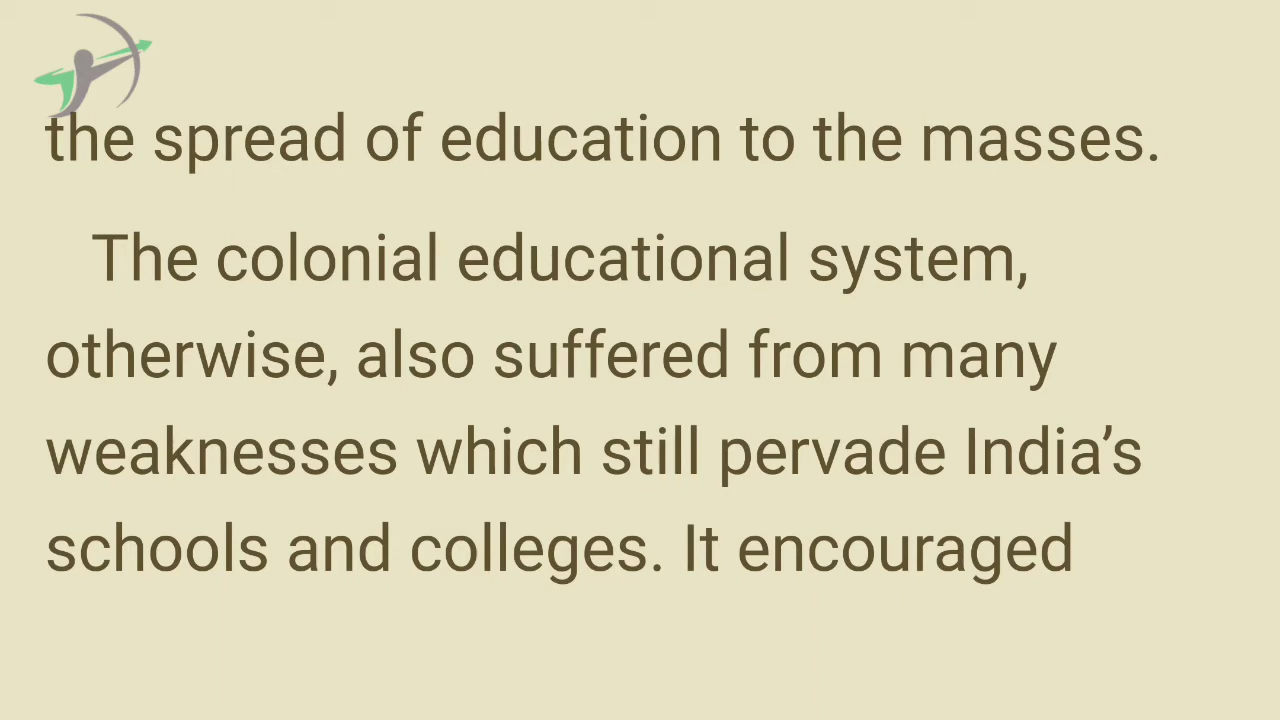 the spread of education to the masses.
The colonial educational system,
otherwise, also suffered from many
weaknesses which still pervade India’s
schools and colleges. It encouraged